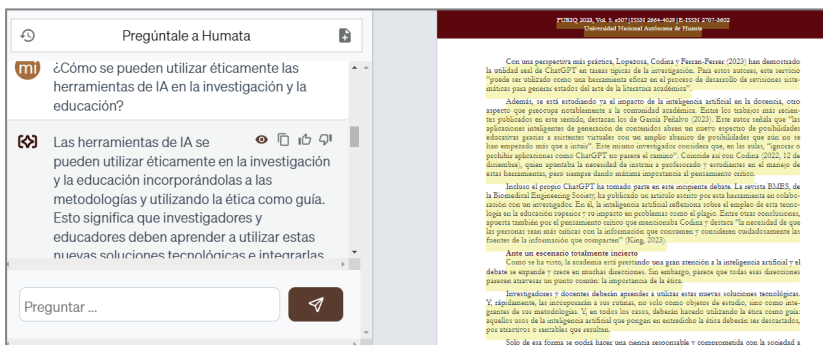 Pregúntale a Humata
mi
¿Cómo se pueden utilizar éticamente las
herramientas de IA en la investigación y la
educación?
Las herramientas de IA se
pueden utilizar éticamente en la investigación
y la educación incorporándolas a las
metodologías y utilizando la ética como guía.
Esto significa que investigadores y
educadores deben aprender a utilizar estas
nuevas soluciones tecnológicas e integrarlas
Preguntar ...
PURIQ 2023, Vol. 5. e507 | ISSN 2664-4029 | E-ISSN 2707-3602
Universidad Nacional Autónoma de Huanta
Con una perspectiva más práctica, Lopezosa, Codina y Ferran-Ferrer (2023) han demostrado
la utilidad real de ChatGPT en tareas típicas de la investigación. Para estos autores, este servicio
"puede ser utilizado como una herramienta eficaz en el proceso de desarrollo de revisiones siste-
máticas para generar estados del arte de la literatura académica".
Además, se está estudiando ya el impacto de la inteligencia artificial en la docencia, otro
aspecto que preocupa notablemente a la comunidad académica. Entre los trabajos más recien-
tes publicados en este sentido, destacan los de García Peñalvo (2023). Este autor señala que "las
aplicaciones inteligentes de generación de contenidos abren un nuevo espectro de posibilidades
educativas gracias a asistentes virtuales con un amplio abanico de posibilidades que aún no se
han empezado más que a intuir". Este mismo investigador considera que, en las aulas, "ignorar o
prohibir aplicaciones como ChatGPT no parece el camino". Coincide así con Codina (2022, 12 de
diciembre), quien apuntaba la necesidad de instruir a profesorado y estudiantes en el manejo de
estas herramientas, pero siempre dando máxima importancia al pensamiento crítico.
Incluso el propio ChatGPT ha tomado parte en este incipiente debate. La revista BMES, de
la Biomedical Engineering Society, ha publicado un artículo escrito por esta herramienta en colabo-
ración con un investigador. En él, la inteligencia artificial reflexiona sobre el empleo de esta tecno-
logía en la educación superior y su impacto en problemas como el plagio. Entre otras conclusiones,
apuesta también por el pensamiento crítico que mencionaba Codina y destaca "la necesidad de que
las personas sean más críticas con la información que consumen y consideren cuidadosamente las
fuentes de la información que comparten" (King, 2023).
Ante un escenario totalmente incierto
Como se ha visto, la academia está prestando una gran atención a la inteligencia artificial y el
debate se expande y crece en muchas direcciones. Sin embargo, parece que todas esas direcciones
parecen atravesar un punto común: la importancia de la ética.
Investigadores y docentes deberán aprender a utilizar estas nuevas soluciones tecnológicas.
Y, rápidamente, las incorporarán a sus rutinas, no solo como objetos de estudio, sino como inte-
grantes de sus metodologías. Y, en todos los casos, deberán hacerlo utilizando la ética como guía:
aquellos usos de la inteligencia artificial que pongan en entredicho la ética deberán ser descartados,
por atractivos o rentables que resulten.
Solo de esa forma se podrá hacer una ciencia responsable y comprometida con la sociedad a